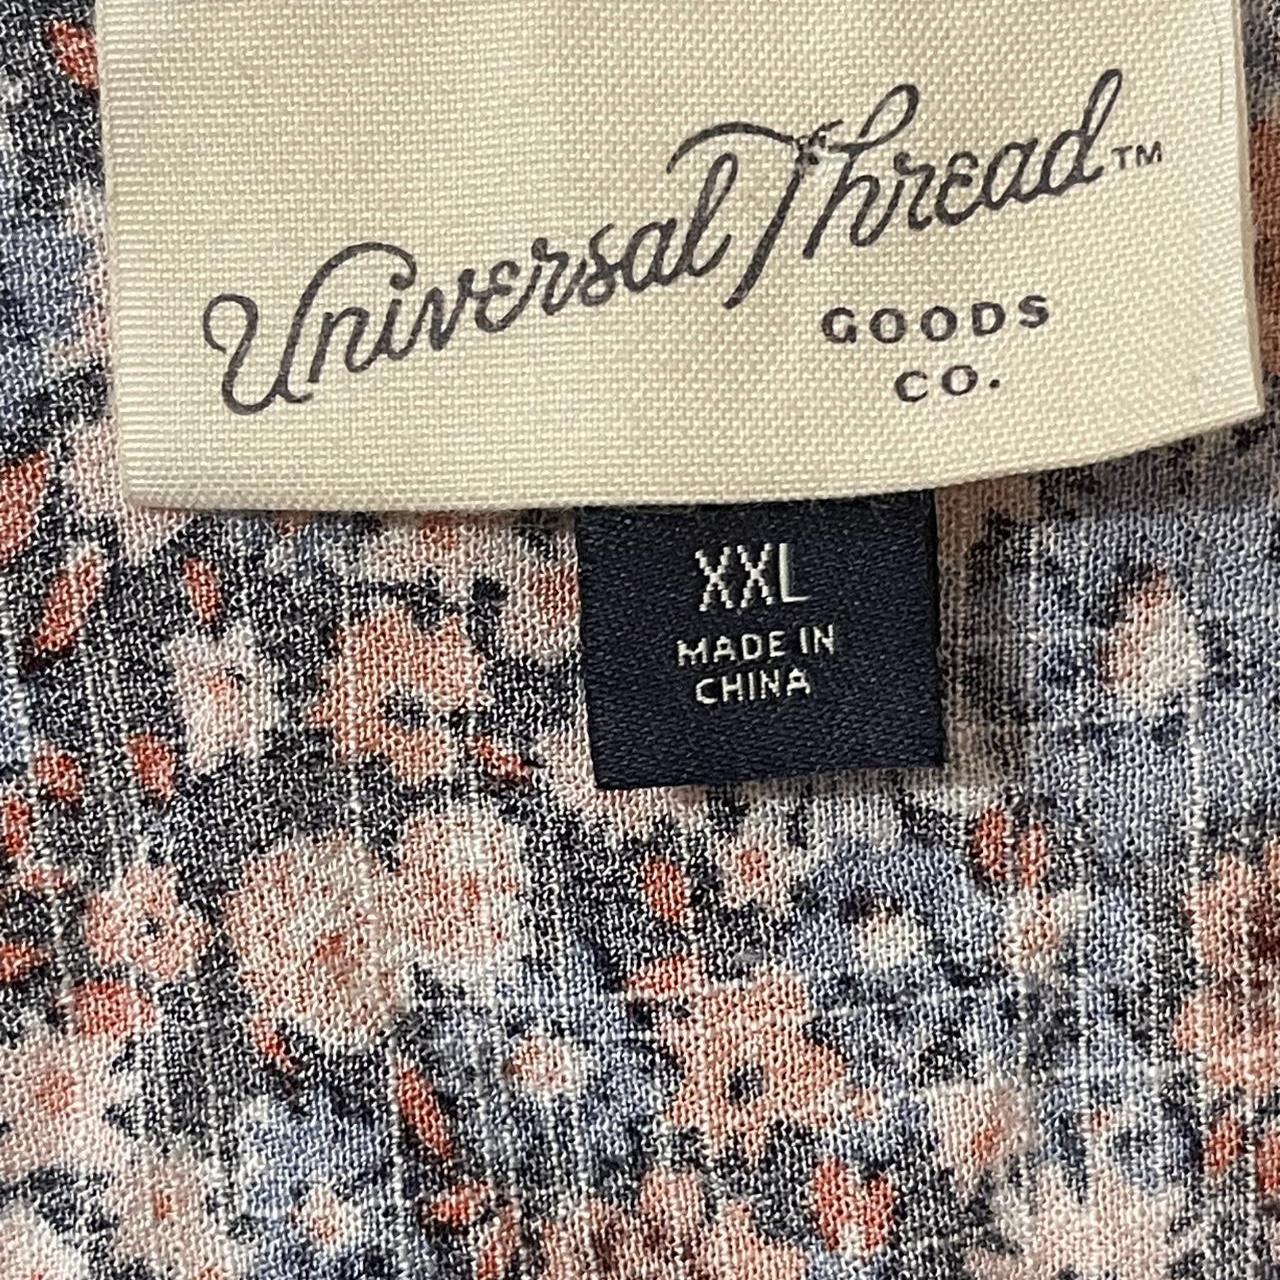 Universal Thread™
GOODS
CO.
XXL
MADE IN
CHINA